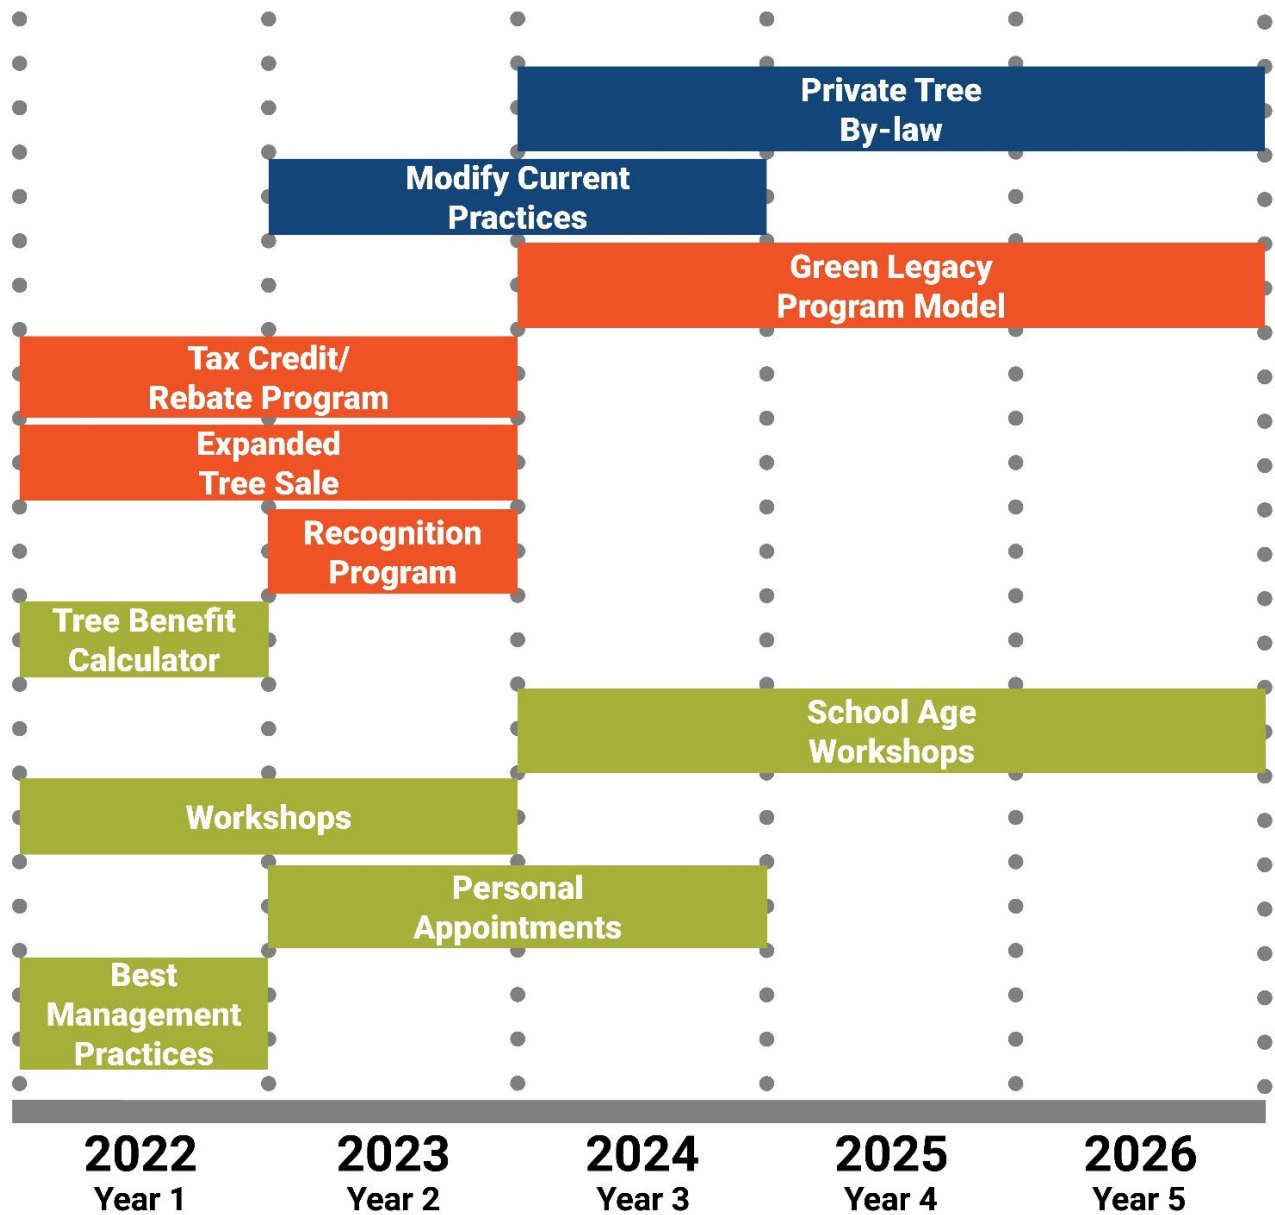 Private Tree
By-law
Modify Current
Practices
Green Legacy
Program Model
Tax Credit/
Rebate Program
Expanded
Tree Sale
Recognition
Program
Tree Benefit
Calculator
School Age
Workshops
Workshops
Personal
Appointments
Best
Management
Practices
2022 2023 2024 2025 2026
Year 1 Year 2 Year 3 Year 4 Year 5